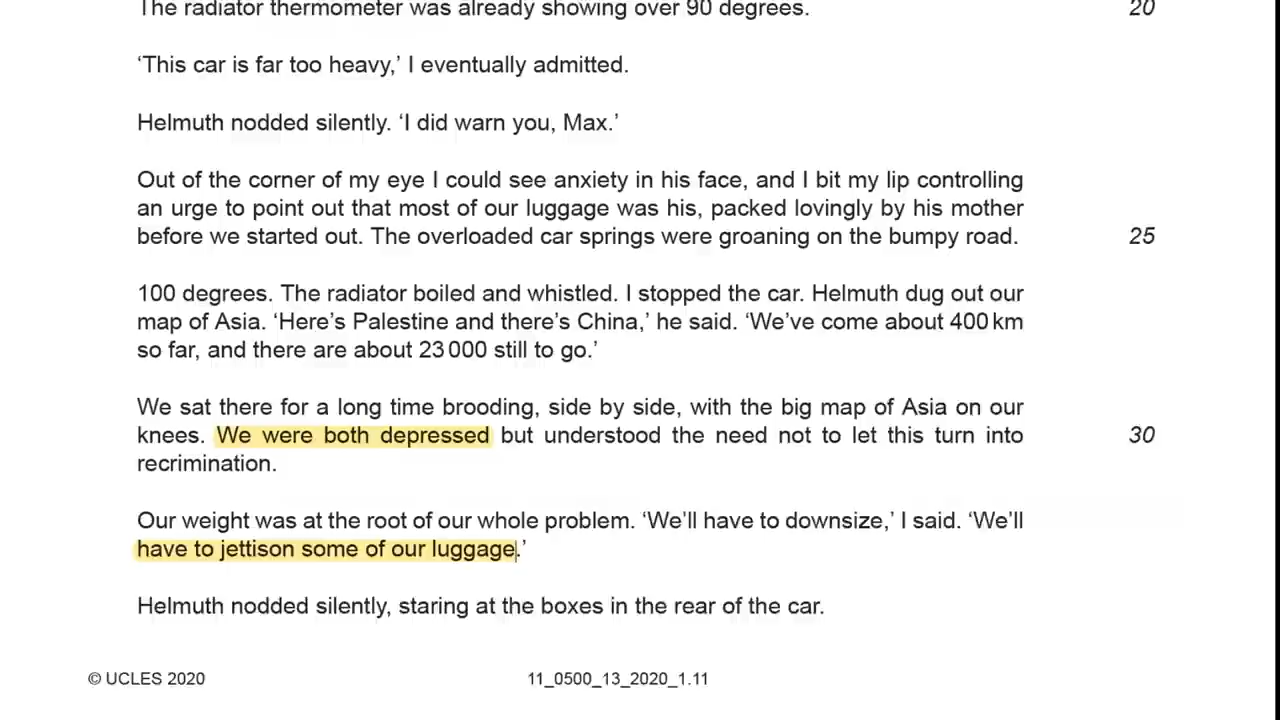 The radiator thermometer was already showing over 90 degrees. 20
‘This car is far too heavy,’ I eventually admitted.
Helmuth nodded silently. ‘I did warn you, Max.’
Out of the corner of my eye I could see anxiety in his face, and I bit my lip controlling
an urge to point out that most of our luggage was his, packed lovingly by his mother
before we started out. The overloaded car springs were groaning on the bumpy road. 25
100 degrees. The radiator boiled and whistled. I stopped the car. Helmuth dug out our
map of Asia. ‘Here’s Palestine and there’s China,’ he said. ‘We’ve come about 400 km
so far, and there are about 23 000 still to go.’
We sat there for a long time brooding, side by side, with the big map of Asia on our
knees. We were both depressed but understood the need not to let this turn into 30
recrimination.
Our weight was at the root of our whole problem. ‘We’ll have to downsize,’ I said. ‘We’ll
have to jettison some of our luggage.’
Helmuth nodded silently, staring at the boxes in the rear of the car.
© UCLES 2020 11_0500_13_2020_1.11